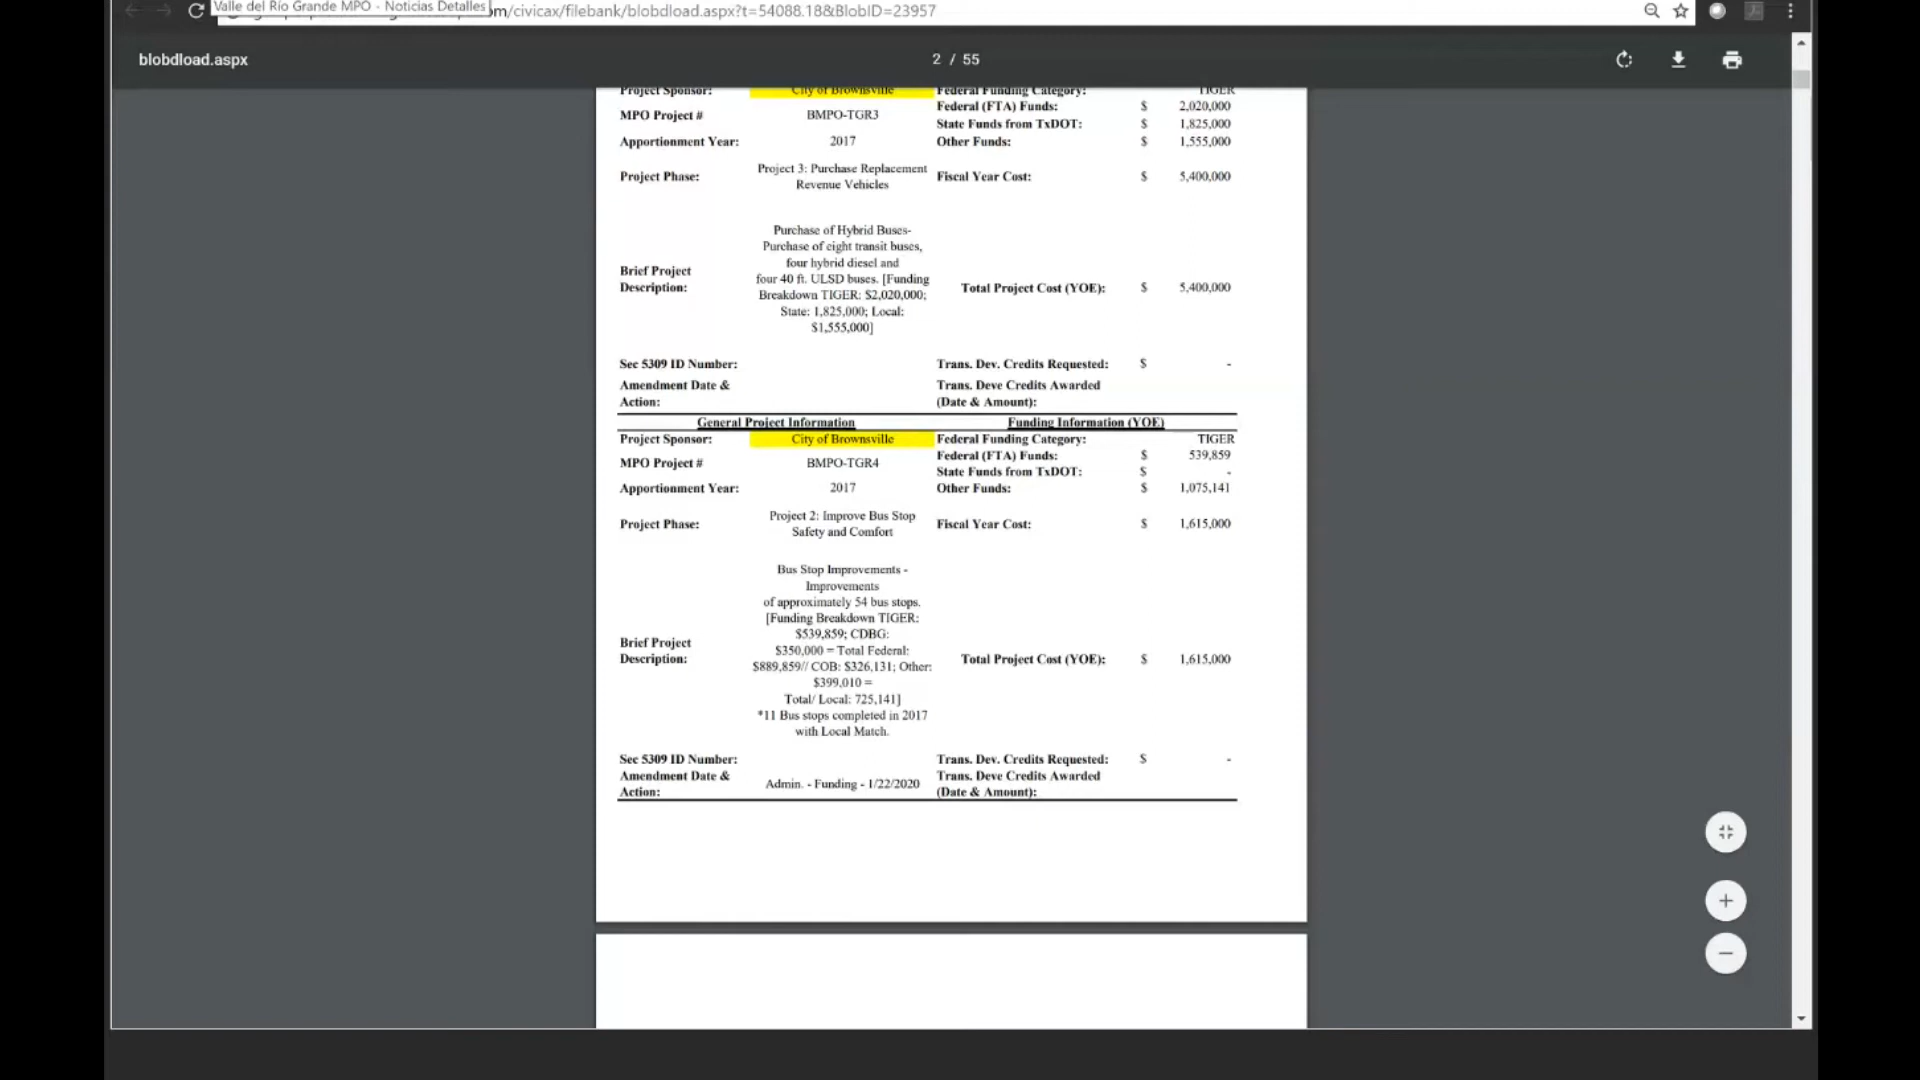 Valle del Río Grande MPO - Noticias Detalles
m/civicax/filebank/blobdload.aspx?t=54088.18&BlobID=23957
blobdload.aspx 2 / 55
Project Sponsor: City of Brownsville Federal Funding Category: TIGER
Federal (FTA) Funds: $ 2,020,000
MPO Project # BMPO-TGR3
State Funds from TxDOT: $ 1,825,000
Apportionment Year: 2017 Other Funds: $ 1,555,000
Project 3: Purchase Replacement
Project Phase: Fiscal Year Cost: $ 5,400,000
Revenue Vehicles
Purchase of Hybrid Buses-
Purchase of eight transit buses,
four hybrid diesel and
Brief Project
four 40 ft. ULSD buses. [Funding
Description: Total Project Cost (YOE): $ 5,400,000
Breakdown TIGER: $2,020,000;
State: 1,825,000; Local:
$1,555,000]
Sec 5309 ID Number: Trans. Dev. Credits Requested: $ -
Amendment Date & Trans. Deve Credits Awarded
Action: (Date & Amount):
General Project Information Funding Information (YOE)
Project Sponsor: City of Brownsville Federal Funding Category: TIGER
Federal (FTA) Funds: $ 539,859
MPO Project # BMPO-TGR4
State Funds from TxDOT: $ -
Apportionment Year: 2017 Other Funds: $ 1,075,141
Project 2: Improve Bus Stop
Project Phase: Fiscal Year Cost: $ 1,615,000
Safety and Comfort
Bus Stop Improvements -
Improvements
of approximately 54 bus stops.
[Funding Breakdown TIGER:
$539,859; CDBG:
Brief Project
$350,000 = Total Federal:
Description: Total Project Cost (YOE): $ 1,615,000
$889,859// COB: $326,131; Other:
$399,010 =
Total/ Local: 725,141]
*11 Bus stops completed in 2017
with Local Match.
Sec 5309 ID Number: Trans. Dev. Credits Requested: $ -
Amendment Date & Trans. Deve Credits Awarded
Admin. - Funding - 1/22/2020
Action: (Date & Amount):